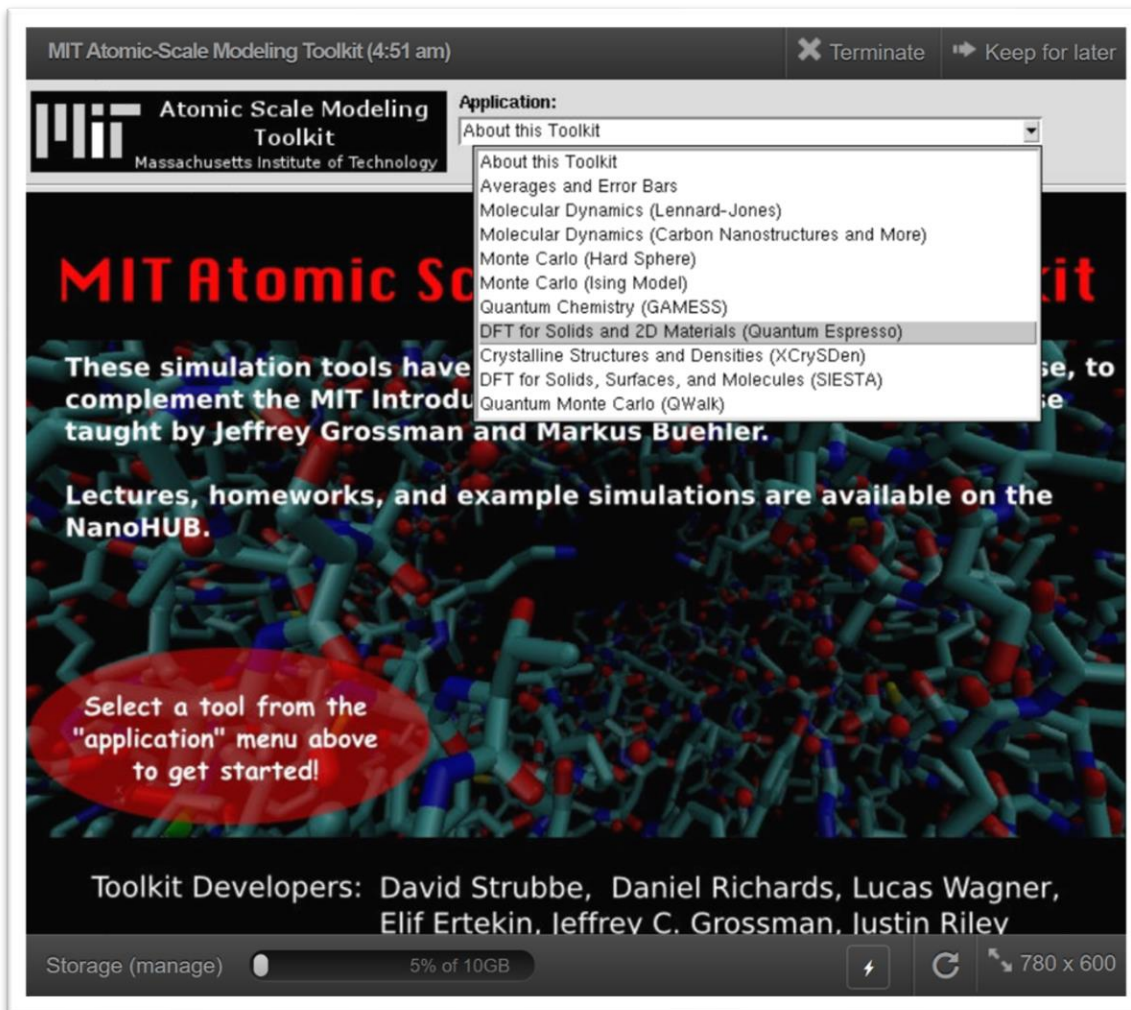 MIT Atomic-Scale Modeling Toolkit (4:51 am)
Terminate
Keep for later
MIT
Atomic Scale Modeling
Toolkit
Massachusetts Institute of Technology
Application:
About this Toolkit
About this Toolkit
Averages and Error Bars
Molecular Dynamics (Lennard-Jones)
Molecular Dynamics (Carbon Nanostructures and More)
Monte Carlo (Hard Sphere)
Monte Carlo (Ising Model)
Quantum Chemistry (GAMESS)
DFT for Solids and 2D Materials (Quantum Espresso)
Crystalline Structures and Densities (XCrySDen)
DFT for Solids, Surfaces, and Molecules (SIESTA)
Quantum Monte Carlo (QWalk)
MIT Atomic Sc it
These simulation tools have se, to
complement the MIT Introdu se
taught by Jeffrey Grossman and Markus Buehler.
Lectures, homeworks, and example simulations are available on the
NanoHUB.
Select a tool from the
"application" menu above
to get started!
Toolkit Developers: David Strubbe, Daniel Richards, Lucas Wagner,
Elif Ertekin, Jeffrey C. Grossman, Justin Riley
Storage (manage)
5% of 10GB
780 x 600